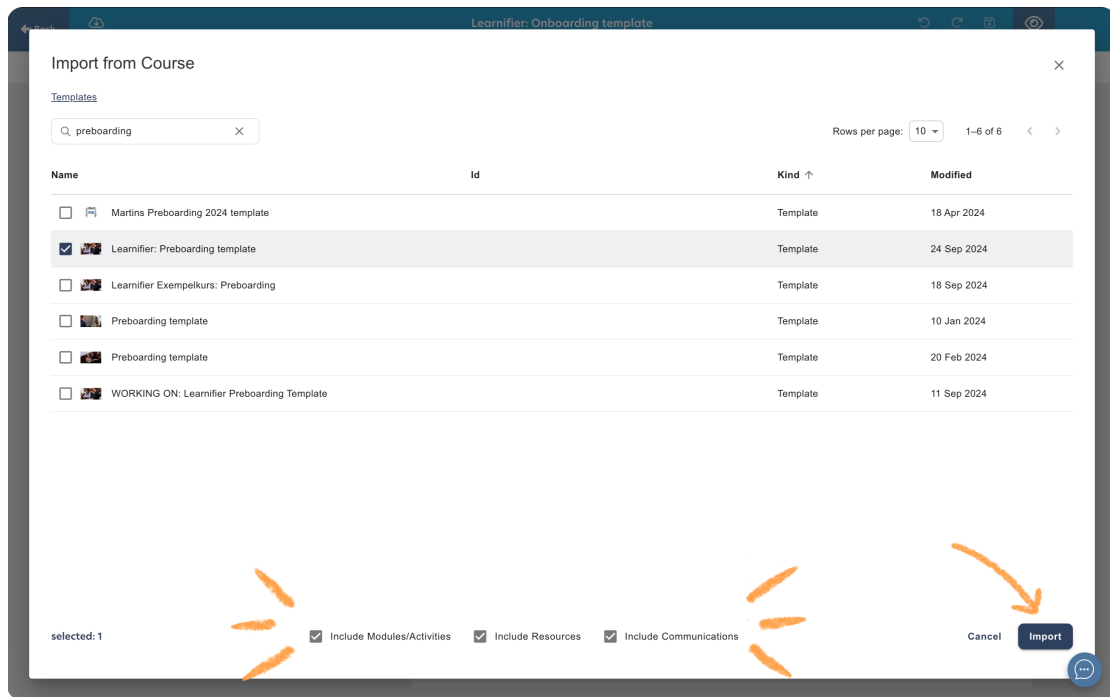 Back
Learnifier: Onboarding template
Import from Course
Templates
preboarding
Rows per page: 10 1–6 of 6
Name Id Kind Modified
Martins Preboarding 2024 template Template 18 Apr 2024
Learnifier: Preboarding template Template 24 Sep 2024
Learnifier Exempelkurs: Preboarding Template 18 Sep 2024
Preboarding template Template 10 Jan 2024
Preboarding template Template 20 Feb 2024
WORKING ON: Learnifier Preboarding Template Template 11 Sep 2024
selected: 1 Include Modules/Activities Include Resources Include Communications Cancel Import